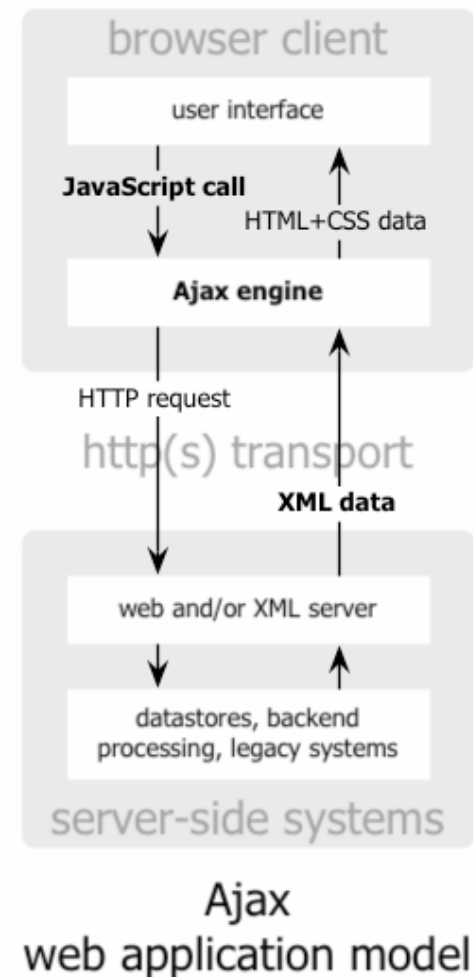 browser client
user interface
JavaScript call
HTML+CSS data
Ajax engine
HTTP request
http(s) transport
XML data
web and/or XML server
datastores, backend
processing, legacy systems
server-side systems
Ajax
web application model